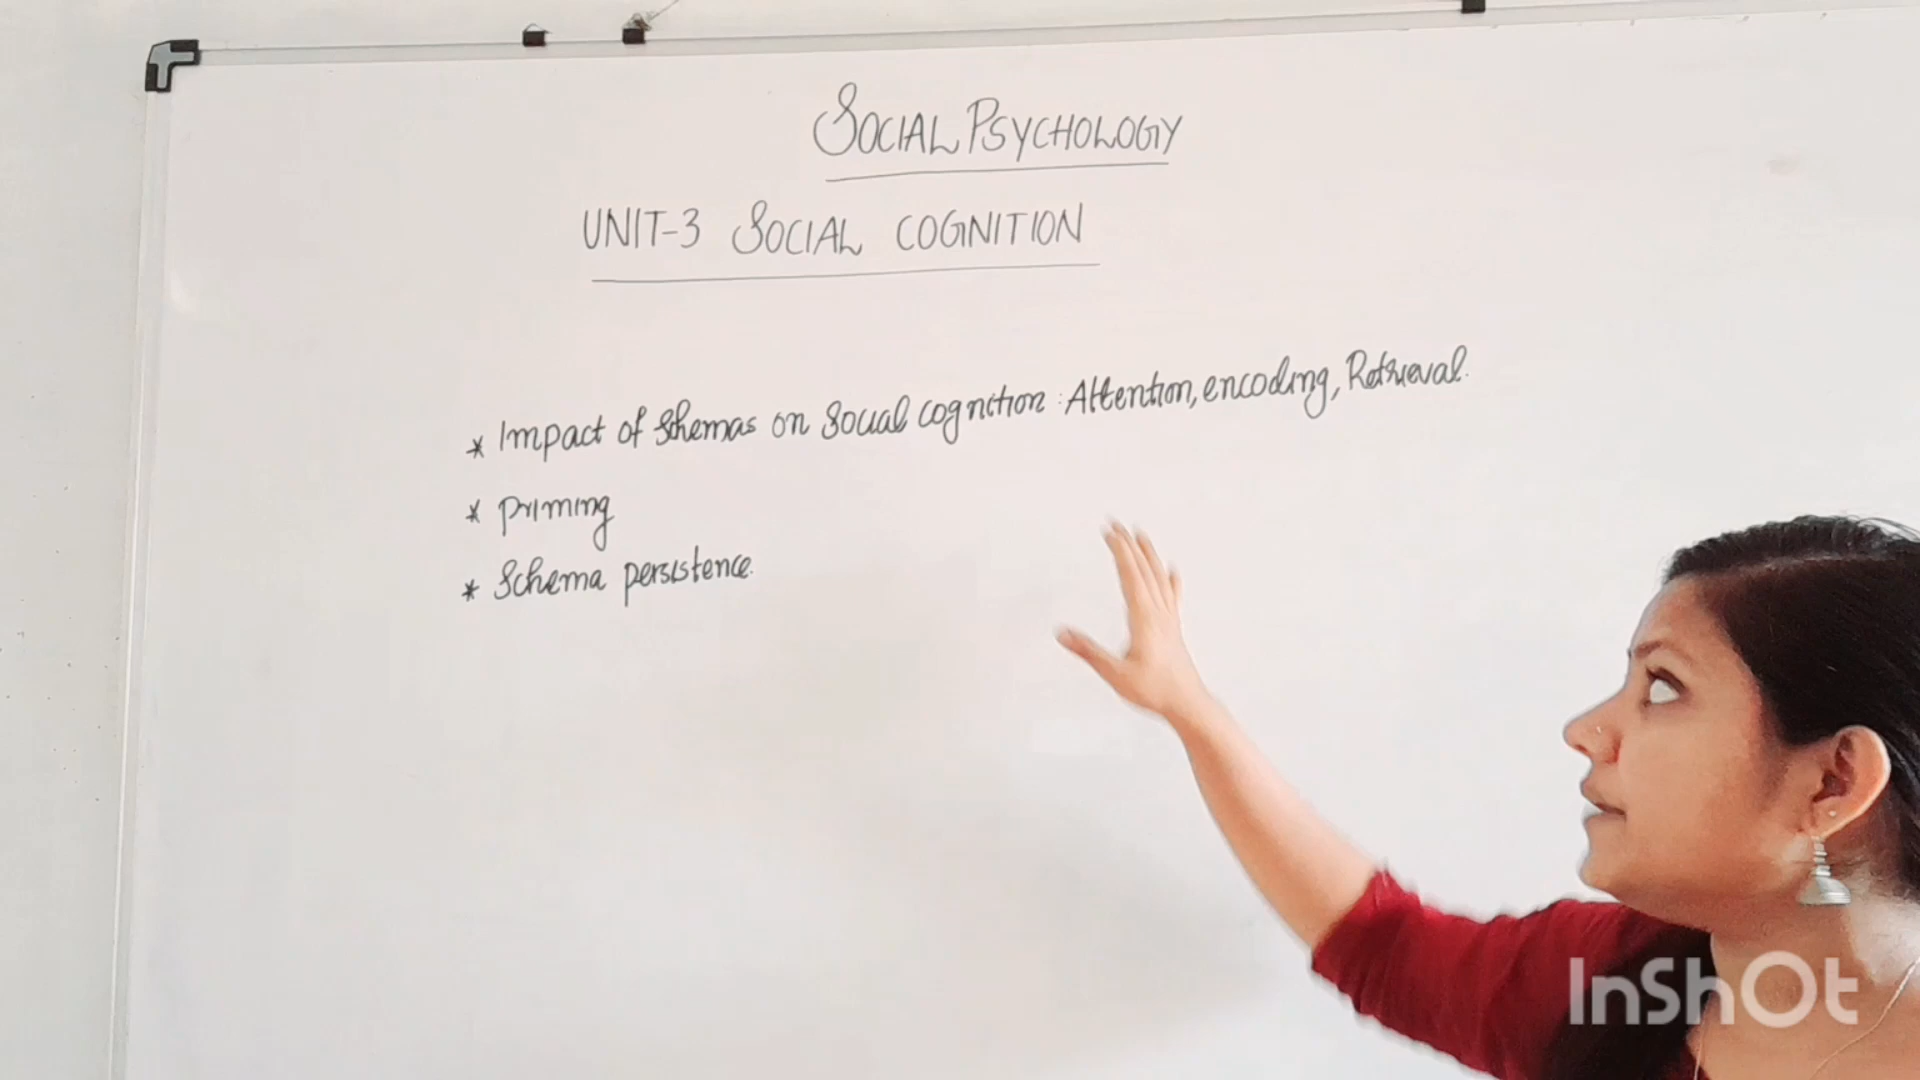 SOCIAL PSYCHOLOGY
UNIT-3 SOCIAL COGNITION
* Impact of Schemas on Social cognition : Attention, encoding, Retrieval.
* Priming
* Schema persistence.
InShOt